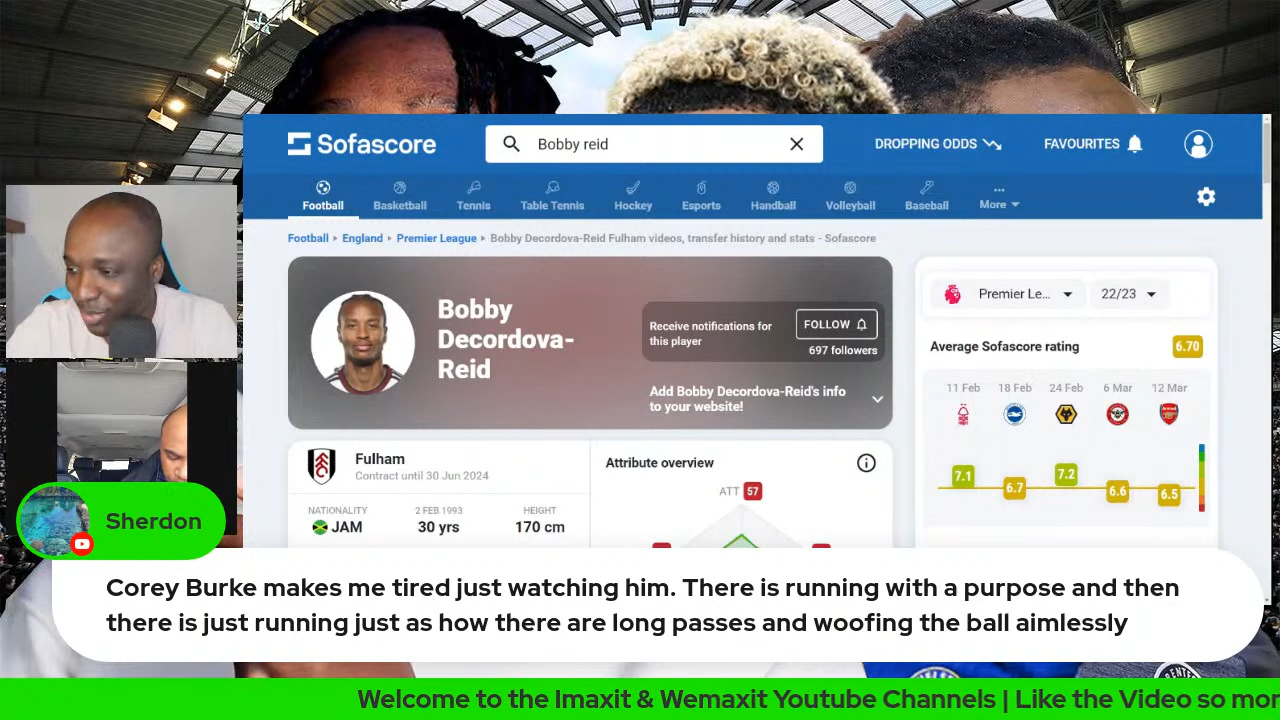 Sofascore
Bobby reid
DROPPING ODDS
FAVOURITES
Football
Basketball
Tennis
Table Tennis
Hockey
Esports
Handball
Volleyball
Baseball
More
Football
England
Premier League
Bobby Decordova-Reid Fulham videos, transfer history and stats - Sofascore
Bobby
Decordova-
Reid
Receive notifications for
this player
FOLLOW
697 followers
Add Bobby Decordova-Reid's info
to your website!
Premier Le...
22/23
Average Sofascore rating
6.70
11 Feb
18 Feb
24 Feb
6 Mar
12 Mar
7.1
6.7
7.2
6.6
6.5
Fulham
Contract until 30 Jun 2024
NATIONALITY
JAM
2 FEB 1993
30 yrs
HEIGHT
170 cm
Attribute overview
ATT 57
Sherdon
Corey Burke makes me tired just watching him. There is running with a purpose and then
there is just running just as how there are long passes and woofing the ball aimlessly
Welcome to the Imaxit & Wemaxit Youtube Channels | Like the Video so mor